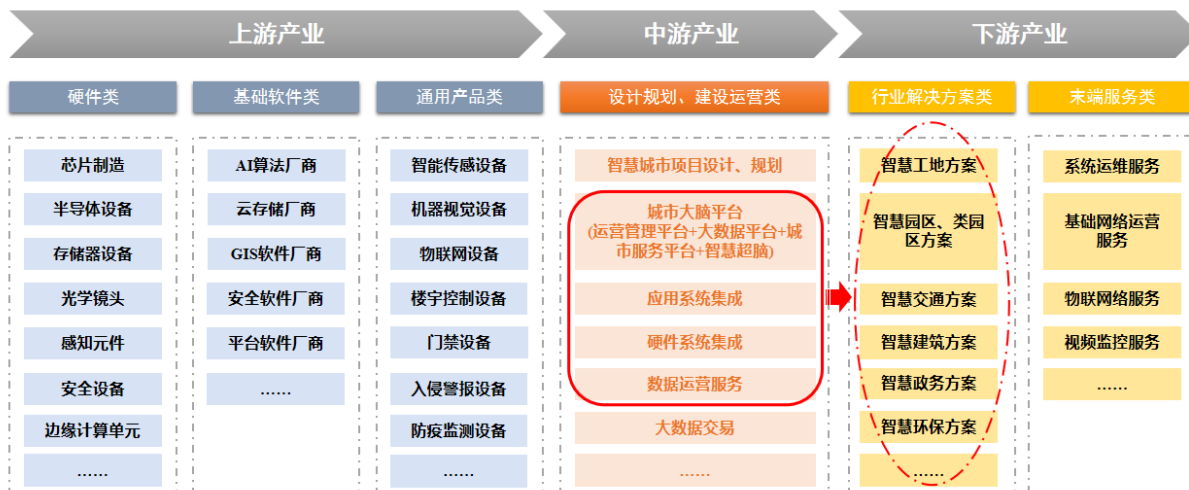 上游产业
中游产业
下游产业
硬件类
基础软件类
通用产品类
设计规划、建设运营类
行业解决方案类
末端服务类
芯片制造
半导体设备
存储器设备
光学镜头
感知元件
安全设备
边缘计算单元
......
AI算法厂商
云存储厂商
GIS软件厂商
安全软件厂商
平台软件厂商
......
智能传感设备
机器视觉设备
物联网设备
楼宇控制设备
门禁设备
入侵警报设备
防疫监测设备
......
智慧城市项目设计、规划
城市大脑平台
(运营管理平台+大数据平台+城
市服务平台+智慧超脑)
应用系统集成
硬件系统集成
数据运营服务
大数据交易
......
智慧工地方案
智慧园区、类园
区方案
智慧交通方案
智慧建筑方案
智慧政务方案
智慧环保方案
......
系统运维服务
基础网络运营
服务
物联网络服务
视频监控服务
......